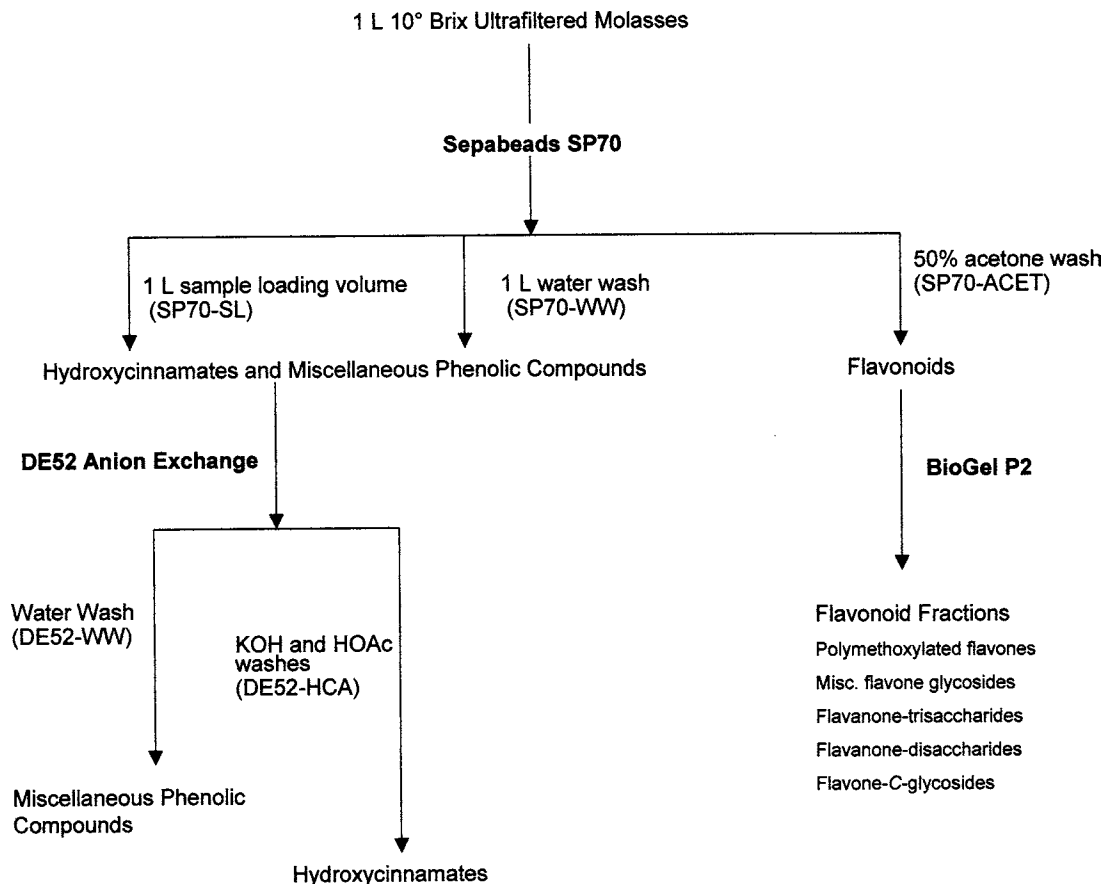 1 L 10° Brix Ultrafiltered Molasses
Sepabeads SP70
1 L sample loading volume
(SP70-SL)
1 L water wash
(SP70-WW)
50% acetone wash
(SP70-ACET)
Hydroxycinnamates and Miscellaneous Phenolic Compounds
Flavonoids
DE52 Anion Exchange
BioGel P2
Water Wash
(DE52-WW)
KOH and HOAc
washes
(DE52-HCA)
Flavonoid Fractions
Polymethoxylated flavones
Misc. flavone glycosides
Flavanone-trisaccharides
Flavanone-disaccharides
Flavone-C-glycosides
Miscellaneous Phenolic
Compounds
Hydroxycinnamates